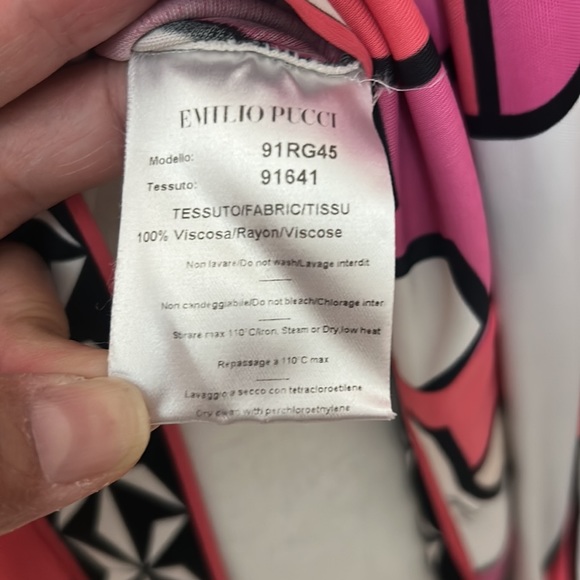 EMILIO PUCCI
Modello: 91RG45
Tessuto: 91641
TESSUTO/FABRIC/TISSU
100% Viscosa/Rayon/Viscose
Non lavare/Do not wash/Lavage interdit
Non candeggiabile/Do not bleach/Chlorage inter
Stirare max 110°C/Iron, Steam or Dry, low heat
Repassage a 110°C max
Lavaggio a secco con tetracloroetilene
Dry clean with perchloroethylene